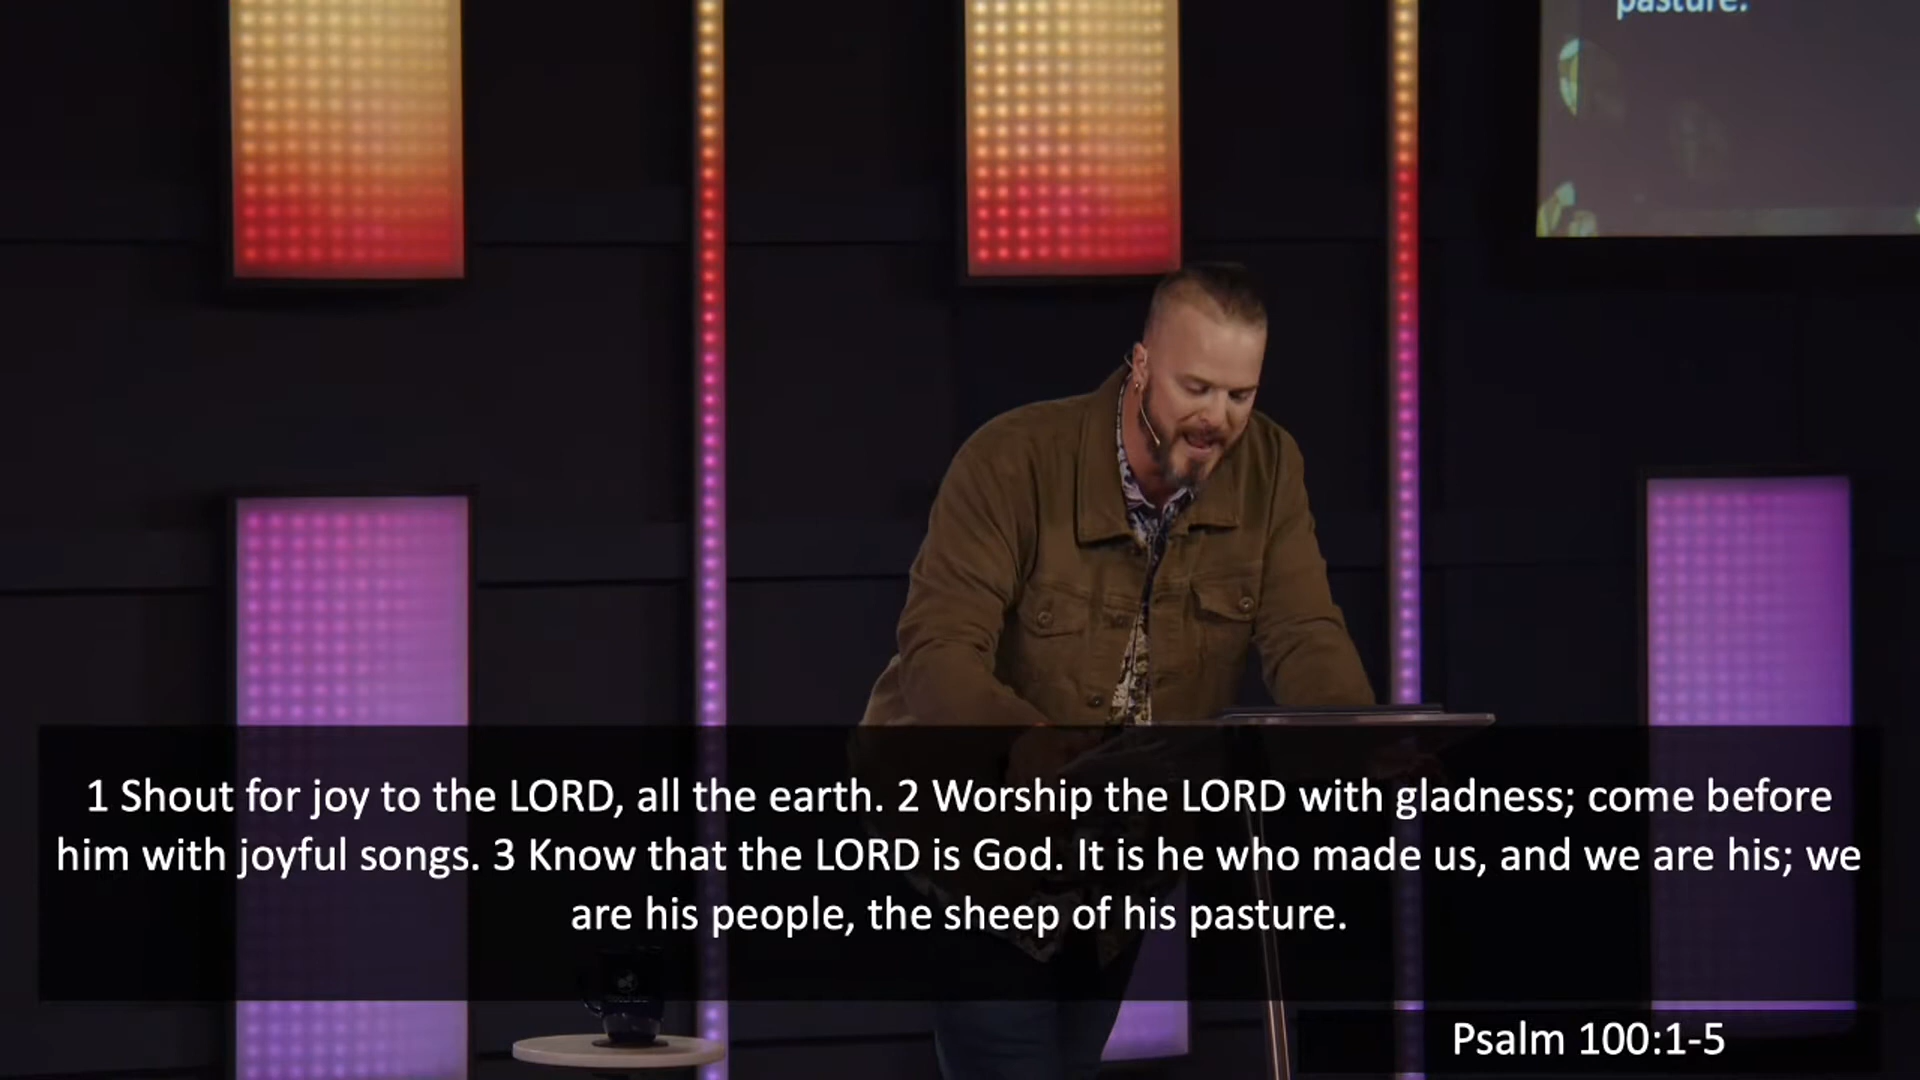 pasture.
1 Shout for joy to the LORD, all the earth. 2 Worship the LORD with gladness; come before
him with joyful songs. 3 Know that the LORD is God. It is he who made us, and we are his; we
are his people, the sheep of his pasture.
Psalm 100:1-5